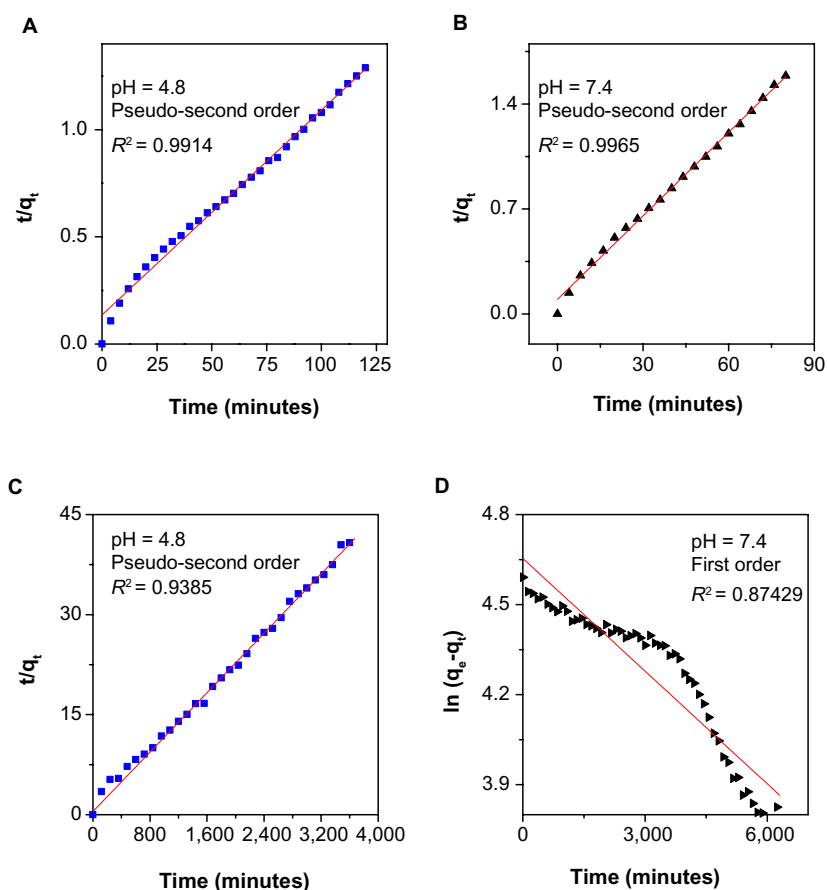 A
pH = 4.8
Pseudo-second order
R² = 0.9914
t/qt
1.0
0.5
0.0
0 25 50 75 100 125
Time (minutes)
B
pH = 7.4
Pseudo-second order
R² = 0.9965
t/qt
1.4
0.7
0.0
0 30 60 90
Time (minutes)
C
pH = 4.8
Pseudo-second order
R² = 0.9385
t/qt
45
30
15
0
0 800 1,600 2,400 3,200 4,000
Time (minutes)
D
pH = 7.4
First order
R² = 0.87429
ln (qe-qt)
4.8
4.5
4.2
3.9
0 3,000 6,000
Time (minutes)